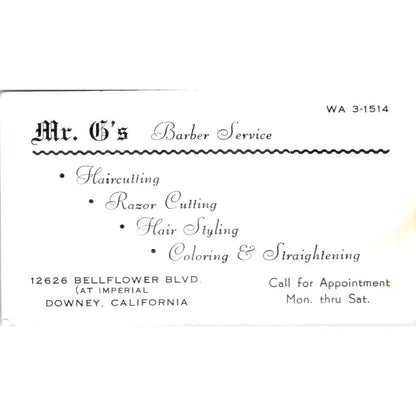 WA 3-1514
Mr. G's Barber Service
• Haircutting
• Razor Cutting
• Hair Styling
• Coloring & Straightening
12626 BELLFLOWER BLVD.
(AT IMPERIAL
DOWNEY, CALIFORNIA
Call for Appointment
Mon. thru Sat.